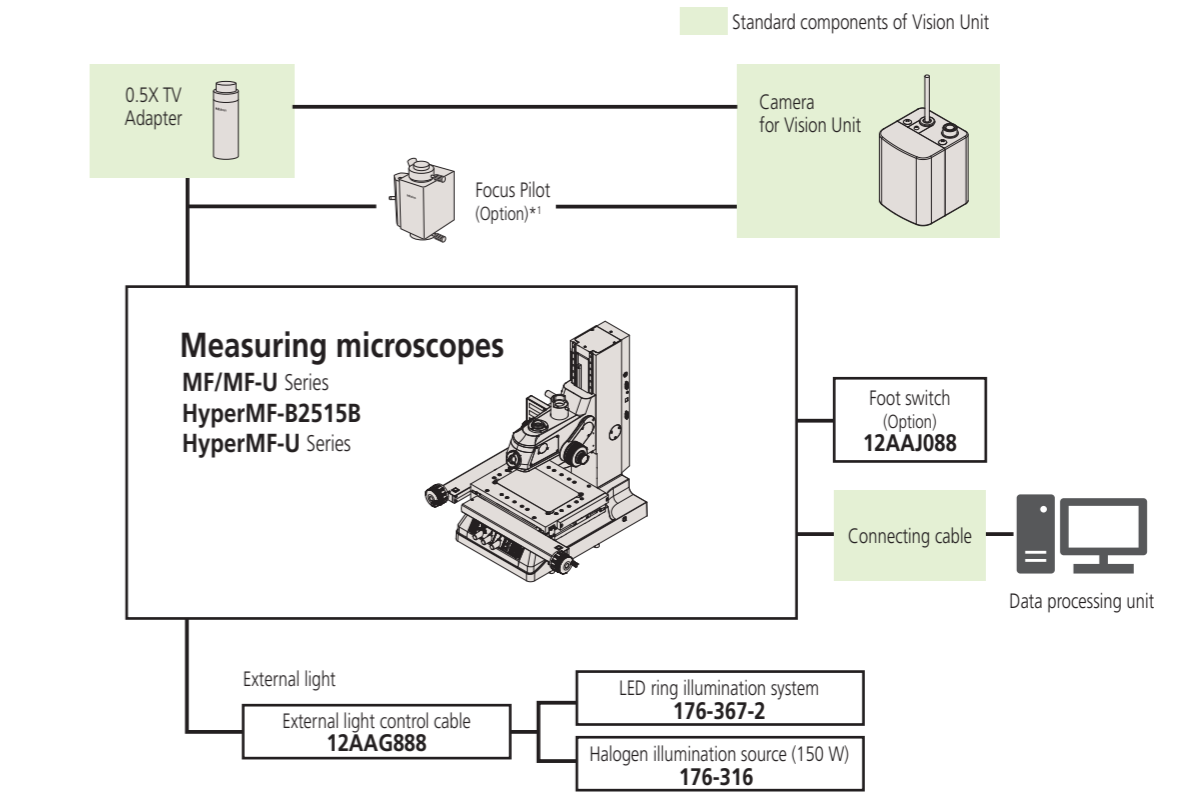 Standard components of Vision Unit
0.5X TV
Adapter
Camera
for Vision Unit
Focus Pilot
(Option)*1
Measuring microscopes
MF/MF-U Series
HyperMF-B2515B
HyperMF-U Series
Foot switch
(Option)
12AAJ088
Connecting cable
Data processing unit
External light
External light control cable
12AAG888
LED ring illumination system
176-367-2
Halogen illumination source (150 W)
176-316